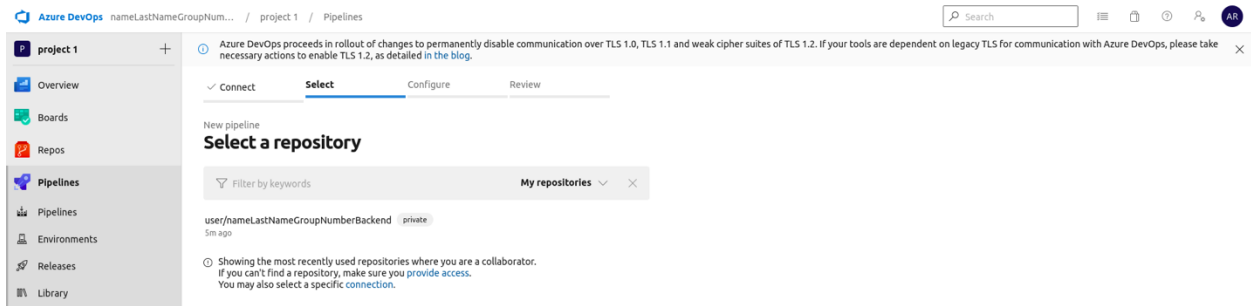 Azure DevOps nameLastNameGroupNum... / project 1 / Pipelines
Search
AR
P project 1
Azure DevOps proceeds in rollout of changes to permanently disable communication over TLS 1.0, TLS 1.1 and weak cipher suites of TLS 1.2. If your tools are dependent on legacy TLS for communication with Azure DevOps, please take
necessary actions to enable TLS 1.2, as detailed in the blog.
Overview
Boards
Repos
Pipelines
Pipelines
Environments
Releases
Library
Connect Select Configure Review
New pipeline
Select a repository
Filter by keywords My repositories
user/nameLastNameGroupNumberBackend private
5m ago
Showing the most recently used repositories where you are a collaborator.
If you can't find a repository, make sure you provide access.
You may also select a specific connection.